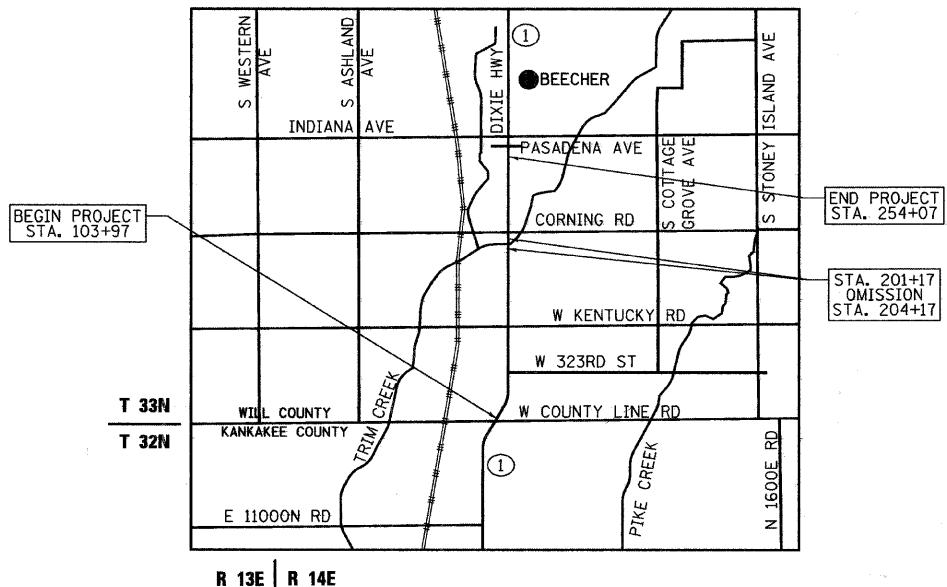 S WESTERN
AVE
S ASHLAND
AVE
DIXIE HWY
1
BEECHER
S STONEY ISLAND AVE
INDIANA AVE
PASADENA AVE
S COTTAGE
GROVE AVE
END PROJECT
STA. 254+07
BEGIN PROJECT
STA. 103+97
CORNING RD
STA. 201+17
OMISSION
STA. 204+17
W KENTUCKY RD
W 323RD ST
TRIM CREEK
T 33N
WILL COUNTY
W COUNTY LINE RD
T 32N
KANKAKEE COUNTY
1
PIKE CREEK
N 1600E RD
E 11000N RD
R 13E
R 14E